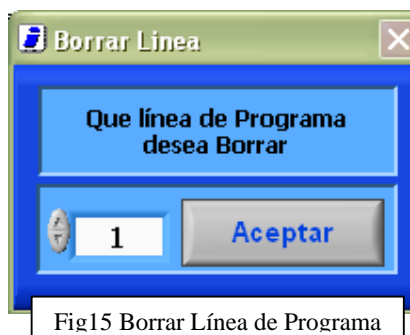 Borrar Linea
Que línea de Programa
desea Borrar
1
Aceptar
Fig15 Borrar Línea de Programa